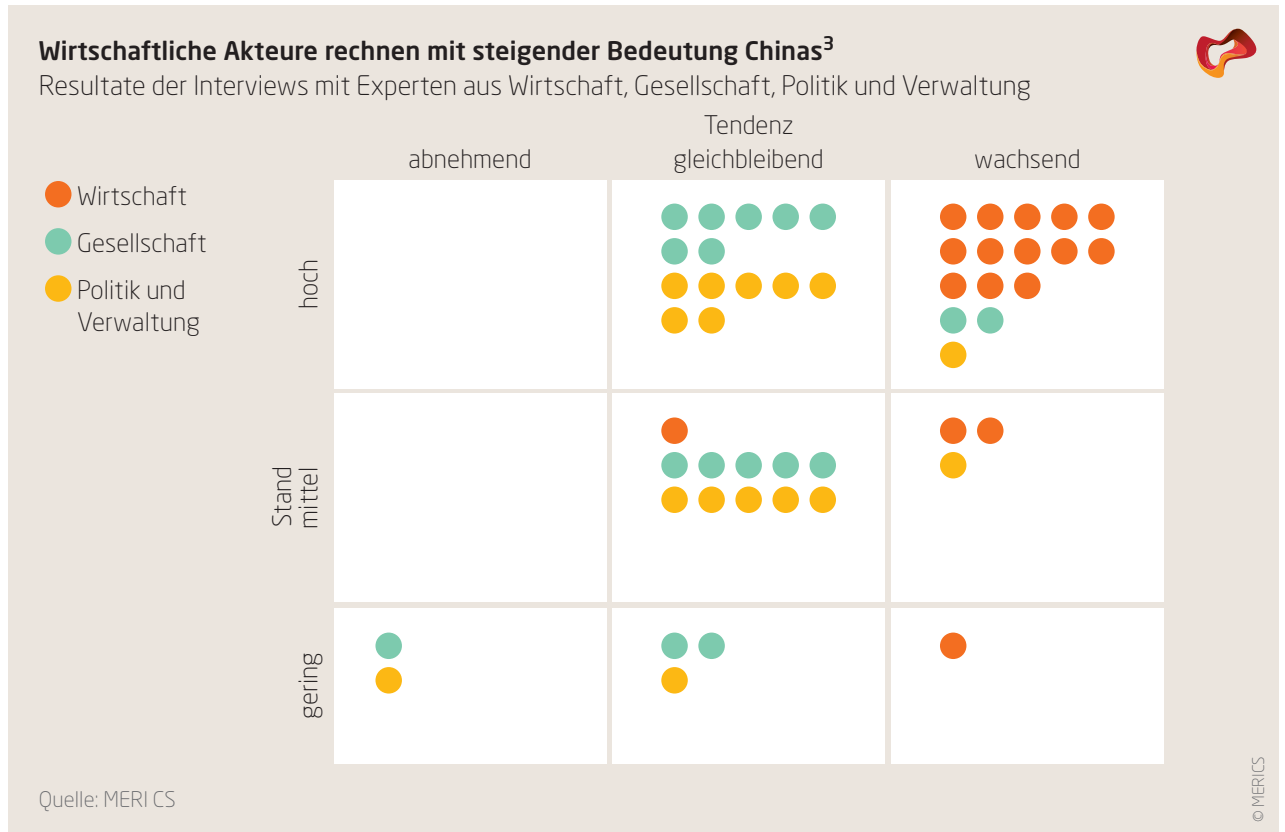 Wirtschaftliche Akteure rechnen mit steigender Bedeutung Chinas³
Resultate der Interviews mit Experten aus Wirtschaft, Gesellschaft, Politik und Verwaltung
Tendenz
abnehmend gleichbleibend wachsend
Wirtschaft
Gesellschaft
Politik und
Verwaltung
hoch
Stand
mittel
gering
Quelle: MERI CS
© MERICS